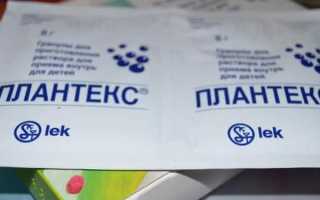 5 г
Гранулы для
приготовления
раствора для
приема внутрь
для детей
ПЛАНТЕКС®
lek
5 г
Гранулы для
приготовления
раствора для
приема внутрь
для детей
ПЛАНТЕКС
lek